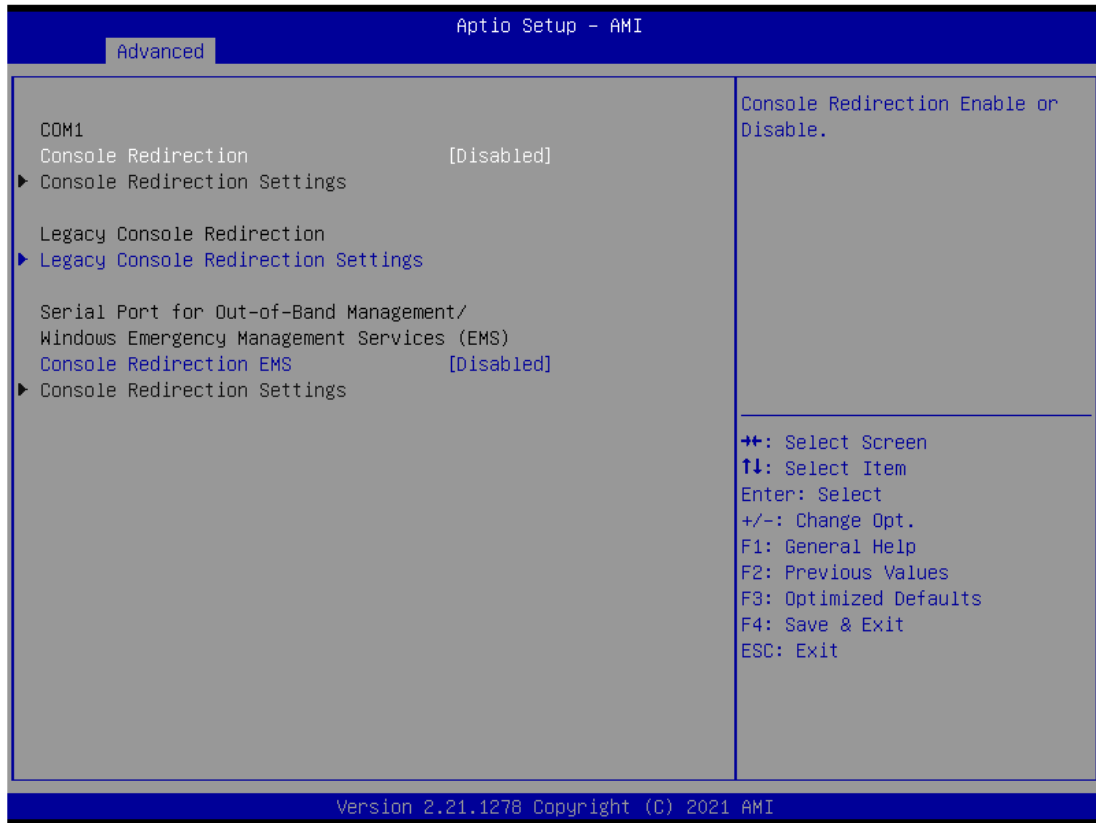 Aptio Setup – AMI
Advanced
COM1
Console Redirection [Disabled]
Console Redirection Settings
Legacy Console Redirection
Legacy Console Redirection Settings
Serial Port for Out-of-Band Management/
Windows Emergency Management Services (EMS)
Console Redirection EMS [Disabled]
Console Redirection Settings
Console Redirection Enable or
Disable.
→←: Select Screen
↑↓: Select Item
Enter: Select
+/-: Change Opt.
F1: General Help
F2: Previous Values
F3: Optimized Defaults
F4: Save & Exit
ESC: Exit
Version 2.21.1278 Copyright (C) 2021 AMI